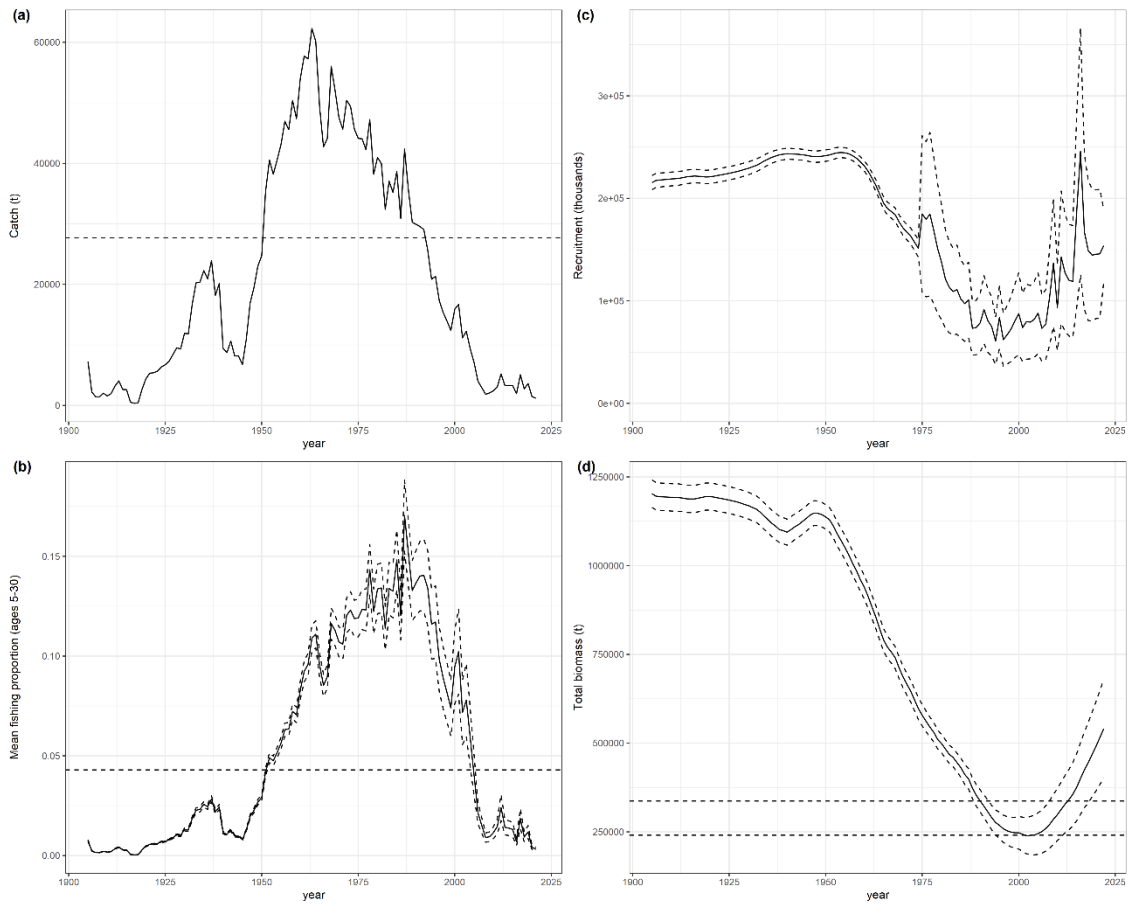 (a)
Catch (t)
60000
40000
20000
0
1900
1925
1950
1975
2000
2025
year
(c)
Recruitment (thousands)
3e+05
2e+05
1e+05
0e+00
1900
1925
1950
1975
2000
2025
year
(b)
Mean fishing proportion (ages 5-30)
0.15
0.10
0.05
0.00
1900
1925
1950
1975
2000
2025
year
(d)
Total biomass (t)
1250000
1000000
750000
500000
250000
1900
1925
1950
1975
2000
2025
year